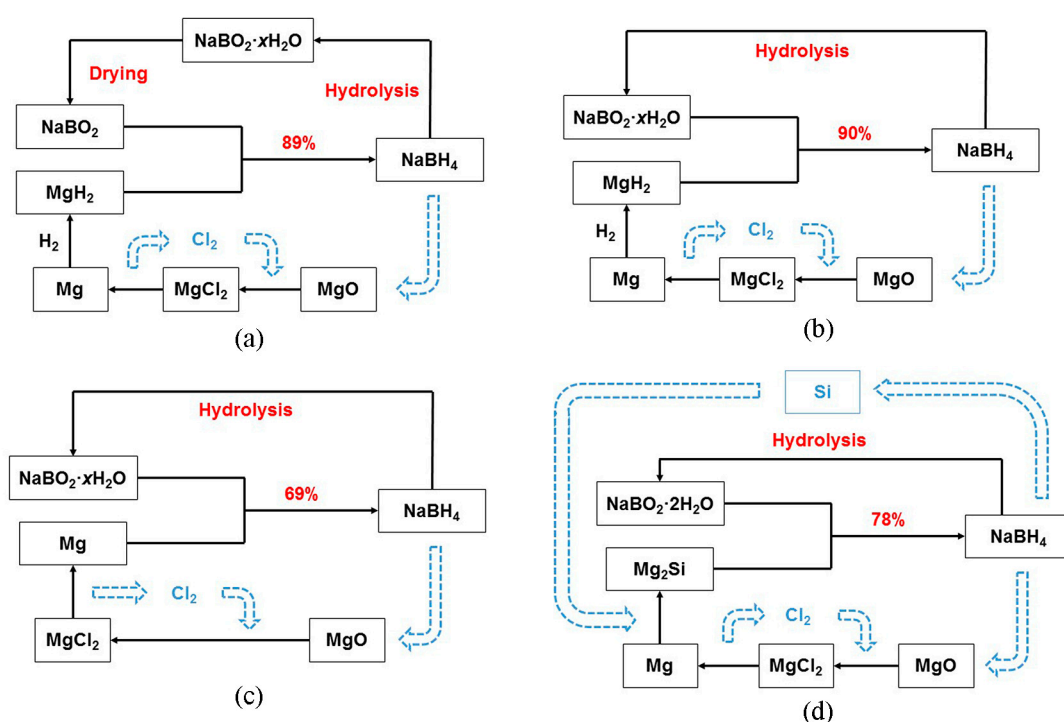 NaBO₂·xH₂O
Drying
Hydrolysis
NaBO₂
89%
NaBH₄
MgH₂
H₂
Cl₂
Mg
MgCl₂
MgO
(a)
Hydrolysis
NaBO₂·xH₂O
90%
NaBH₄
MgH₂
H₂
Cl₂
Mg
MgCl₂
MgO
(b)
Hydrolysis
NaBO₂·xH₂O
69%
NaBH₄
Mg
Cl₂
MgCl₂
MgO
(c)
Si
Hydrolysis
NaBO₂·2H₂O
78%
NaBH₄
Mg₂Si
Cl₂
Mg
MgCl₂
MgO
(d)